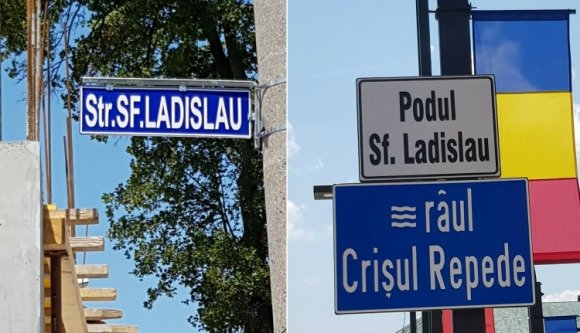 Str.SF.LADISLAU
Podul
Sf. Ladislau
râul
Crișul Repede